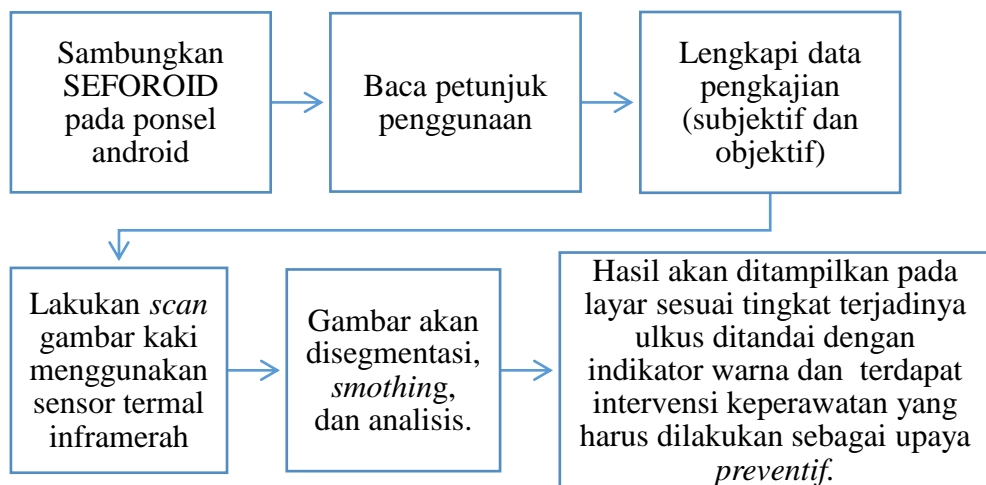 Sambungkan
SEFOROID
pada ponsel
android
Baca petunjuk
penggunaan
Lengkapi data
pengkajian
(subjektif dan
objektif)
Lakukan scan
gambar kaki
menggunakan
sensor termal
inframerah
Gambar akan
disegmentasi,
smothing,
dan analisis.
Hasil akan ditampilkan pada
layar sesuai tingkat terjadinya
ulkus ditandai dengan
indikator warna dan terdapat
intervensi keperawatan yang
harus dilakukan sebagai upaya
preventif.